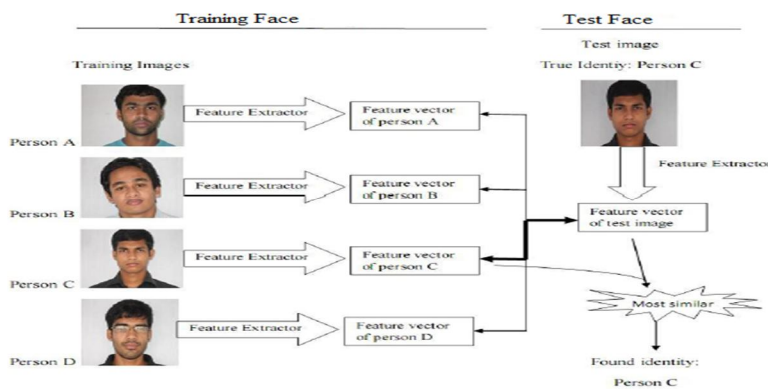 Training Face
Test Face
Test image
True Identiy: Person C
Training Images
Person A
Feature Extractor
Feature vector
of person A
Feature Extractor
Person B
Feature Extractor
Feature vector
of person B
Feature vector
of test image
Person C
Feature Extractor
Feature vector
of person C
Most similar
Person D
Feature Extractor
Feature vector
of person D
Found identity:
Person C